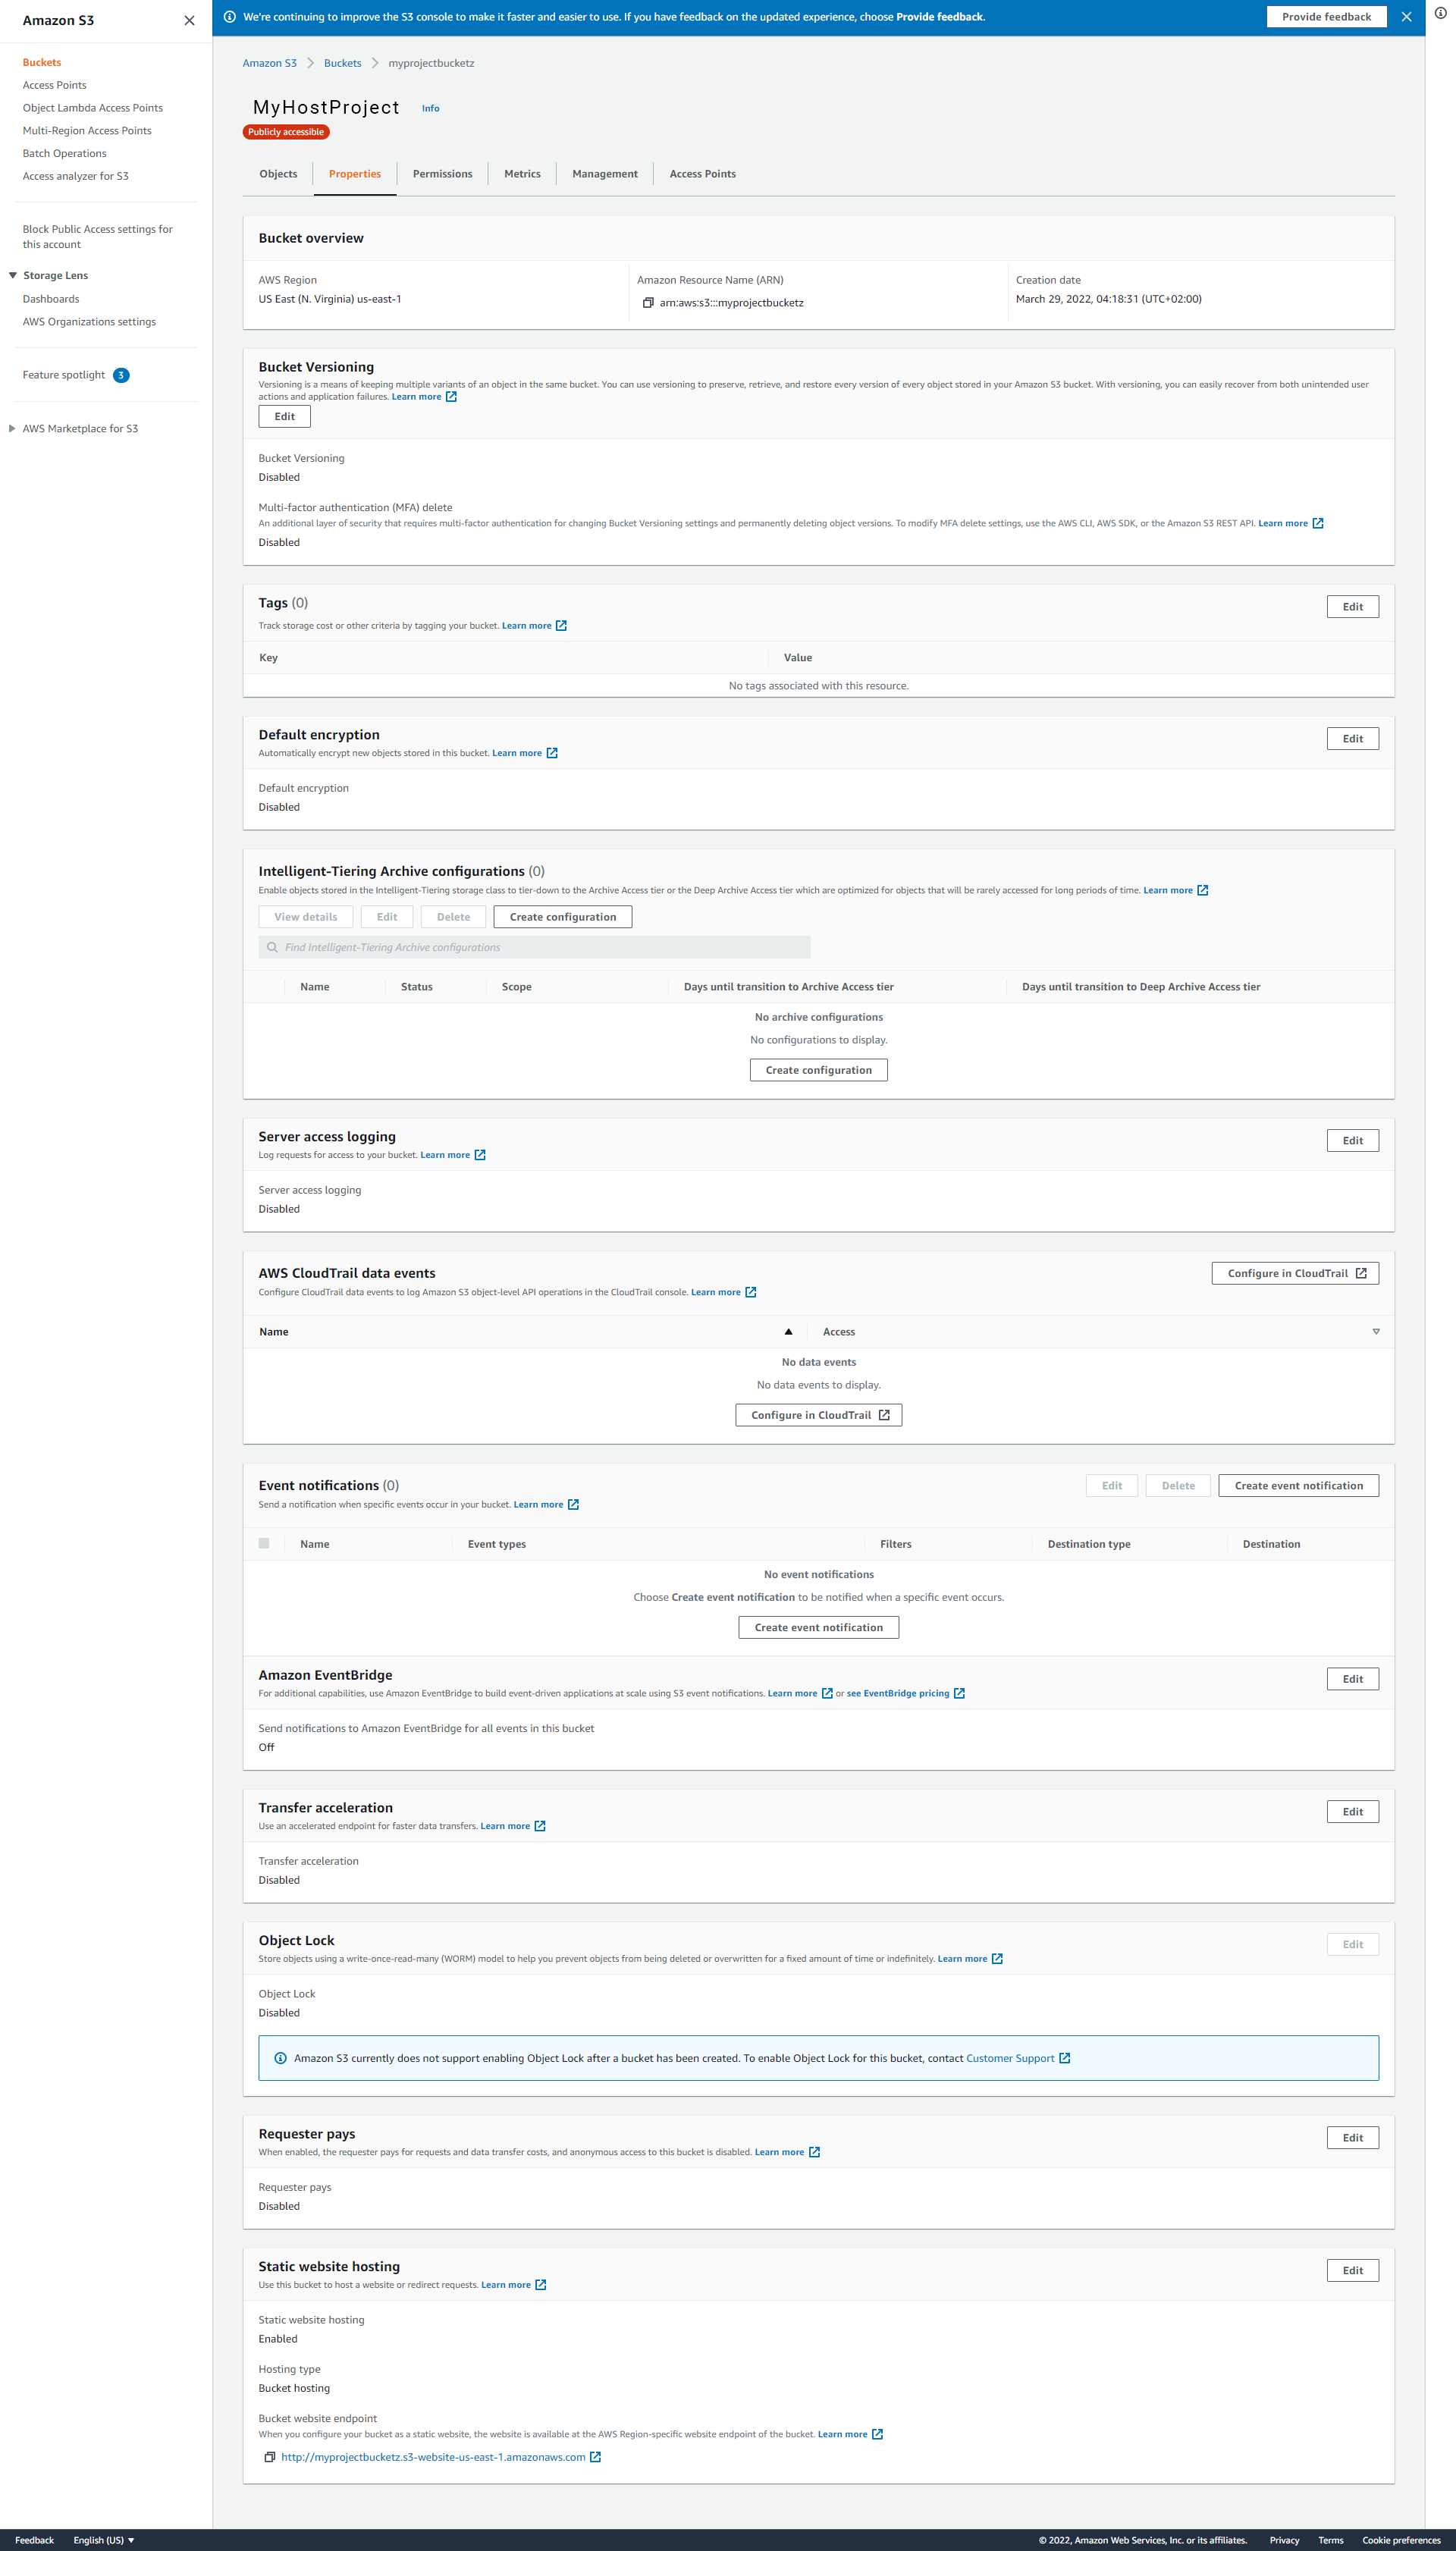 Amazon S3
Buckets
Access Points
Object Lambda Access Points
Multi-Region Access Points
Batch Operations
Access analyzer for S3
Block Public Access settings for
this account
Storage Lens
Dashboards
AWS Organizations settings
Feature spotlight 3
AWS Marketplace for S3
We're continuing to improve the S3 console to make it faster and easier to use. If you have feedback on the updated experience, choose Provide feedback.
Provide feedback
Amazon S3 > Buckets > myprojectbucketz
MyHostProject Info
Publicly accessible
Objects Properties Permissions Metrics Management Access Points
Bucket overview
AWS Region
US East (N. Virginia) us-east-1
Amazon Resource Name (ARN)
arn:aws:s3:::myprojectbucketz
Creation date
March 29, 2022, 04:18:31 (UTC+02:00)
Bucket Versioning
Versioning is a means of keeping multiple variants of an object in the same bucket. You can use versioning to preserve, retrieve, and restore every version of every object stored in your Amazon S3 bucket. With versioning, you can easily recover from both unintended user
actions and application failures. Learn more
Edit
Bucket Versioning
Disabled
Multi-factor authentication (MFA) delete
An additional layer of security that requires multi-factor authentication for changing Bucket Versioning settings and permanently deleting object versions. To modify MFA delete settings, use the AWS CLI, AWS SDK, or the Amazon S3 REST API. Learn more
Disabled
Tags (0)
Edit
Track storage cost or other criteria by tagging your bucket. Learn more
Key Value
No tags associated with this resource.
Default encryption
Edit
Automatically encrypt new objects stored in this bucket. Learn more
Default encryption
Disabled
Intelligent-Tiering Archive configurations (0)
Enable objects stored in the Intelligent-Tiering storage class to tier-down to the Archive Access tier or the Deep Archive Access tier which are optimized for objects that will be rarely accessed for long periods of time. Learn more
View details Edit Delete Create configuration
Find Intelligent-Tiering Archive configurations
Name Status Scope Days until transition to Archive Access tier Days until transition to Deep Archive Access tier
No archive configurations
No configurations to display.
Create configuration
Server access logging
Edit
Log requests for access to your bucket. Learn more
Server access logging
Disabled
AWS CloudTrail data events
Configure in CloudTrail
Configure CloudTrail data events to log Amazon S3 object-level API operations in the CloudTrail console. Learn more
Name Access
No data events
No data events to display.
Configure in CloudTrail
Event notifications (0)
Edit Delete Create event notification
Send a notification when specific events occur in your bucket. Learn more
Name Event types Filters Destination type Destination
No event notifications
Choose Create event notification to be notified when a specific event occurs.
Create event notification
Amazon EventBridge
Edit
For additional capabilities, use Amazon EventBridge to build event-driven applications at scale using S3 event notifications. Learn more or see EventBridge pricing
Send notifications to Amazon EventBridge for all events in this bucket
Off
Transfer acceleration
Edit
Use an accelerated endpoint for faster data transfers. Learn more
Transfer acceleration
Disabled
Object Lock
Edit
Store objects using a write-once-read-many (WORM) model to help you prevent objects from being deleted or overwritten for a fixed amount of time or indefinitely. Learn more
Object Lock
Disabled
Amazon S3 currently does not support enabling Object Lock after a bucket has been created. To enable Object Lock for this bucket, contact Customer Support
Requester pays
Edit
When enabled, the requester pays for requests and data transfer costs, and anonymous access to this bucket is disabled. Learn more
Requester pays
Disabled
Static website hosting
Edit
Use this bucket to host a website or redirect requests. Learn more
Static website hosting
Enabled
Hosting type
Bucket hosting
Bucket website endpoint
When you configure your bucket as a static website, the website is available at the AWS Region-specific website endpoint of the bucket. Learn more
http://myprojectbucketz.s3-website-us-east-1.amazonaws.com
Feedback English (US) © 2022, Amazon Web Services, Inc. or its affiliates. Privacy Terms Cookie preferences